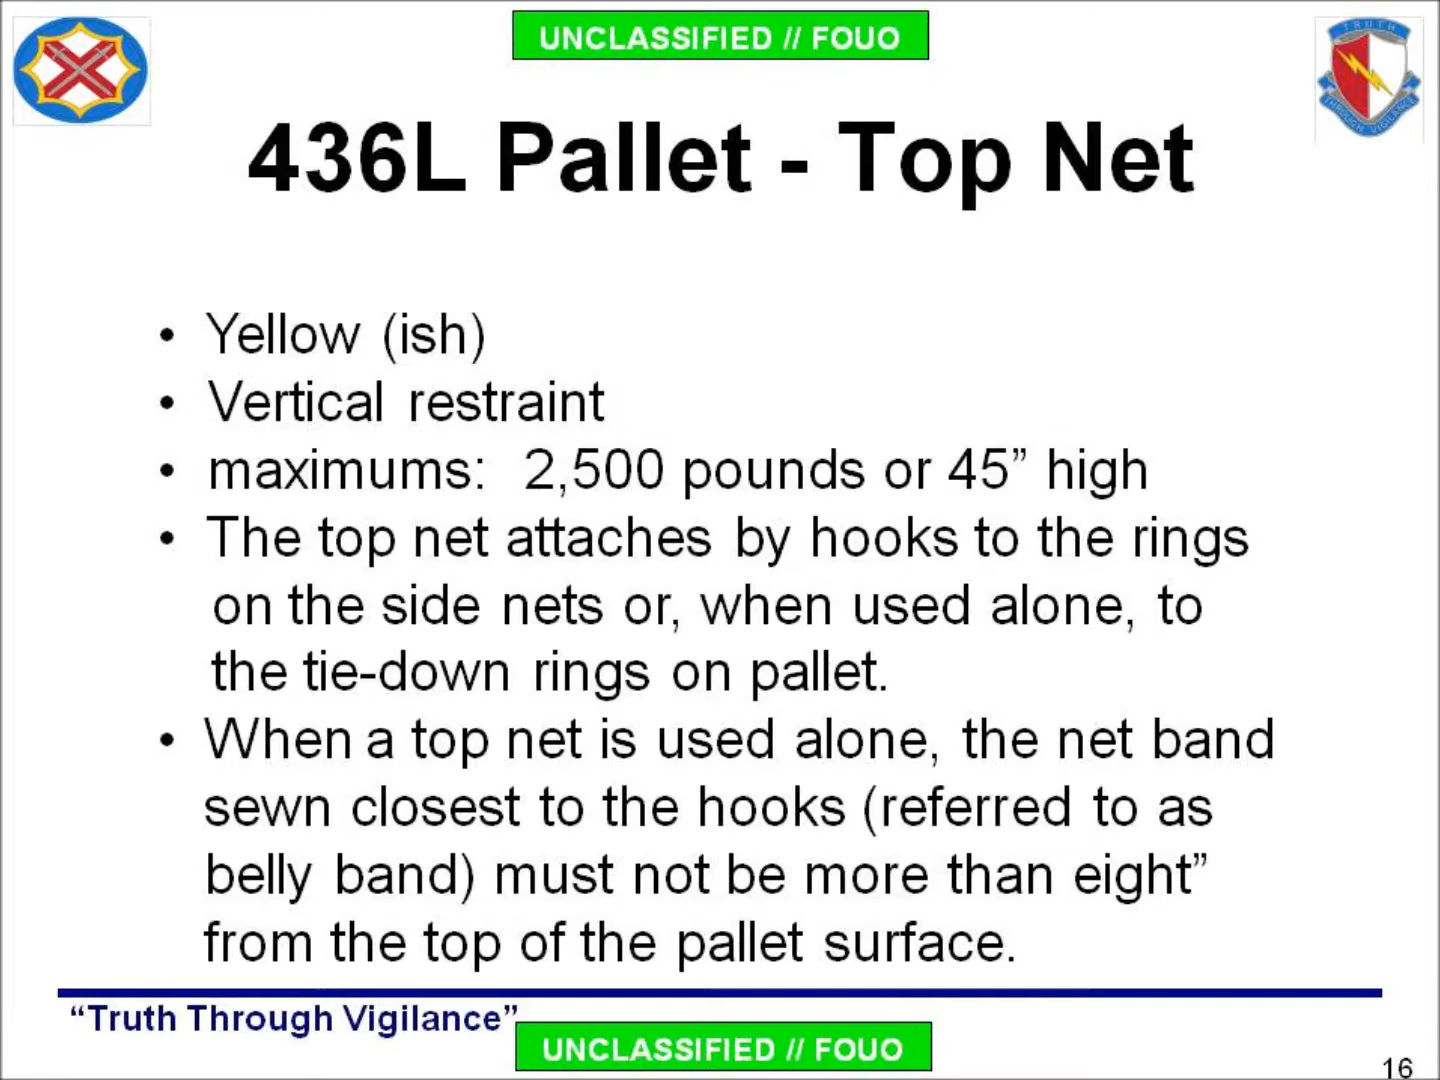 UNCLASSIFIED // FOUO
TRUTH
THROUGH VIGILANCE
436L Pallet - Top Net
• Yellow (ish)
• Vertical restraint
• maximums: 2,500 pounds or 45” high
• The top net attaches by hooks to the rings
on the side nets or, when used alone, to
the tie-down rings on pallet.
• When a top net is used alone, the net band
sewn closest to the hooks (referred to as
belly band) must not be more than eight”
from the top of the pallet surface.
“Truth Through Vigilance”
UNCLASSIFIED // FOUO
16